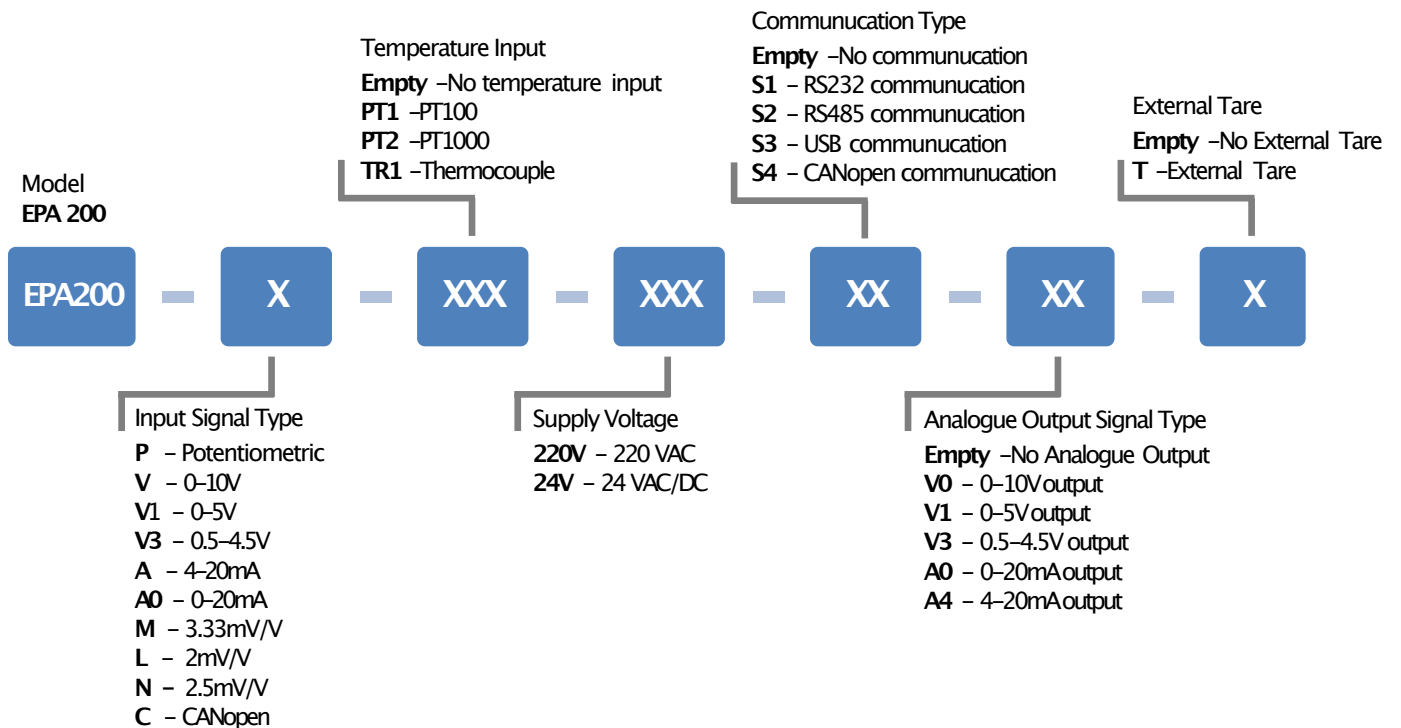 Communucation Type
Empty –No communucation
S1 – RS232 communucation
S2 – RS485 communucation
S3 – USB communucation
S4 – CANopen communucation
Temperature Input
Empty –No temperature input
PT1 –PT100
PT2 –PT1000
TR1 –Thermocouple
External Tare
Empty –No External Tare
T –External Tare
Model
EPA 200
EPA200 – X – XXX – XXX – XX – XX – X
Input Signal Type
P – Potentiometric
V – 0–10V
V1 – 0–5V
V3 – 0.5–4.5V
A – 4–20mA
A0 – 0–20mA
M – 3.33mV/V
L – 2mV/V
N – 2.5mV/V
C – CANopen
Supply Voltage
220V – 220 VAC
24V – 24 VAC/DC
Analogue Output Signal Type
Empty –No Analogue Output
V0 – 0–10V output
V1 – 0–5V output
V3 – 0.5–4.5V output
A0 – 0–20mA output
A4 – 4–20mA output